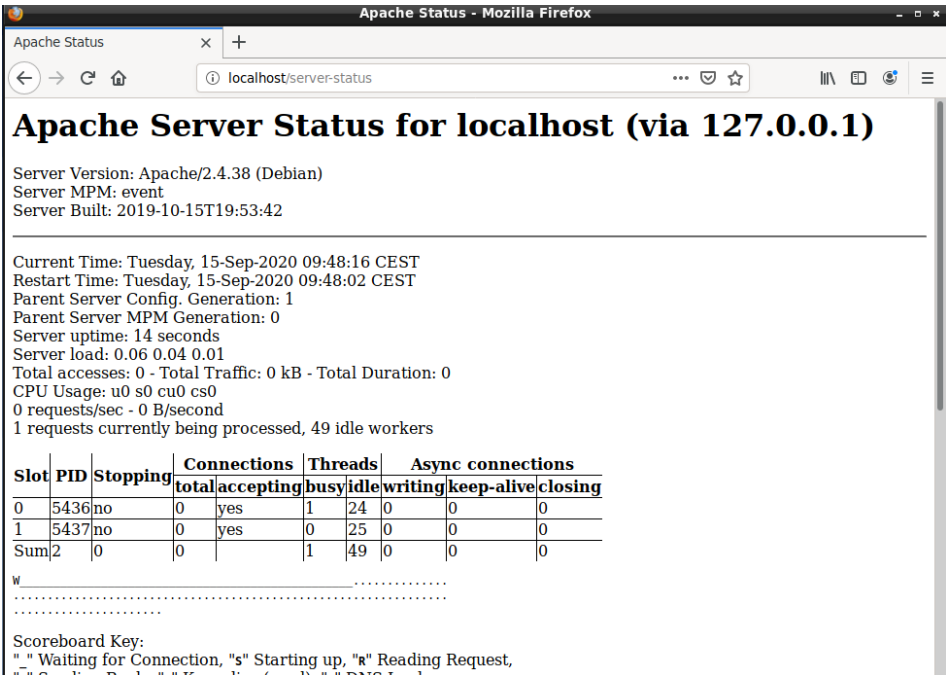 Apache Status - Mozilla Firefox
Apache Status
localhost/server-status
Apache Server Status for localhost (via 127.0.0.1)
Server Version: Apache/2.4.38 (Debian)
Server MPM: event
Server Built: 2019-10-15T19:53:42
Current Time: Tuesday, 15-Sep-2020 09:48:16 CEST
Restart Time: Tuesday, 15-Sep-2020 09:48:02 CEST
Parent Server Config. Generation: 1
Parent Server MPM Generation: 0
Server uptime: 14 seconds
Server load: 0.06 0.04 0.01
Total accesses: 0 - Total Traffic: 0 kB - Total Duration: 0
CPU Usage: u0 s0 cu0 cs0
0 requests/sec - 0 B/second
1 requests currently being processed, 49 idle workers
Slot PID Stopping Connections Threads Async connections
total accepting busy idle writing keep-alive closing
0 5436 no 0 yes 1 24 0 0 0
1 5437 no 0 yes 0 25 0 0 0
Sum 2 0 0 1 49 0 0 0
W_________________________________________________..............
................................................................
......................
Scoreboard Key:
"_" Waiting for Connection, "S" Starting up, "R" Reading Request,